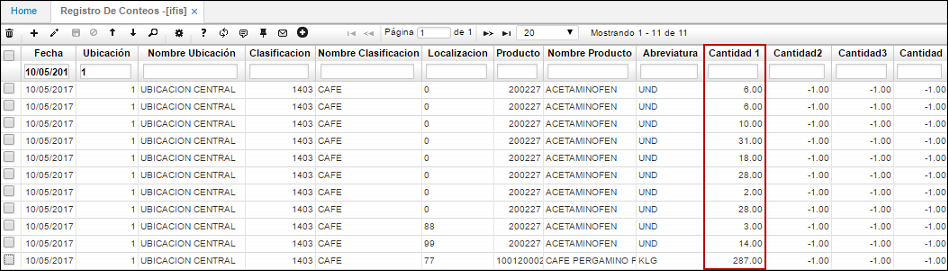 Home Registro De Conteos -[ifis] ×
Página 1 de 1 20 Mostrando 1 - 11 de 11
Fecha Ubicación Nombre Ubicación Clasificacion Nombre Clasificacion Localizacion Producto Nombre Producto Abreviatura Cantidad 1 Cantidad2 Cantidad3 Cantidad
10/05/201 1
10/05/2017 1 UBICACION CENTRAL 1403 CAFE 0 200227 ACETAMINOFEN UND 6.00 -1.00 -1.00 -1.00
10/05/2017 1 UBICACION CENTRAL 1403 CAFE 0 200227 ACETAMINOFEN UND 6.00 -1.00 -1.00 -1.00
10/05/2017 1 UBICACION CENTRAL 1403 CAFE 0 200227 ACETAMINOFEN UND 10.00 -1.00 -1.00 -1.00
10/05/2017 1 UBICACION CENTRAL 1403 CAFE 0 200227 ACETAMINOFEN UND 31.00 -1.00 -1.00 -1.00
10/05/2017 1 UBICACION CENTRAL 1403 CAFE 0 200227 ACETAMINOFEN UND 18.00 -1.00 -1.00 -1.00
10/05/2017 1 UBICACION CENTRAL 1403 CAFE 0 200227 ACETAMINOFEN UND 28.00 -1.00 -1.00 -1.00
10/05/2017 1 UBICACION CENTRAL 1403 CAFE 0 200227 ACETAMINOFEN UND 2.00 -1.00 -1.00 -1.00
10/05/2017 1 UBICACION CENTRAL 1403 CAFE 0 200227 ACETAMINOFEN UND 28.00 -1.00 -1.00 -1.00
10/05/2017 1 UBICACION CENTRAL 1403 CAFE 88 200227 ACETAMINOFEN UND 3.00 -1.00 -1.00 -1.00
10/05/2017 1 UBICACION CENTRAL 1403 CAFE 99 200227 ACETAMINOFEN UND 14.00 -1.00 -1.00 -1.00
10/05/2017 1 UBICACION CENTRAL 1403 CAFE 77 100120002 CAFE PERGAMINO F KLG 287.00 -1.00 -1.00 -1.00